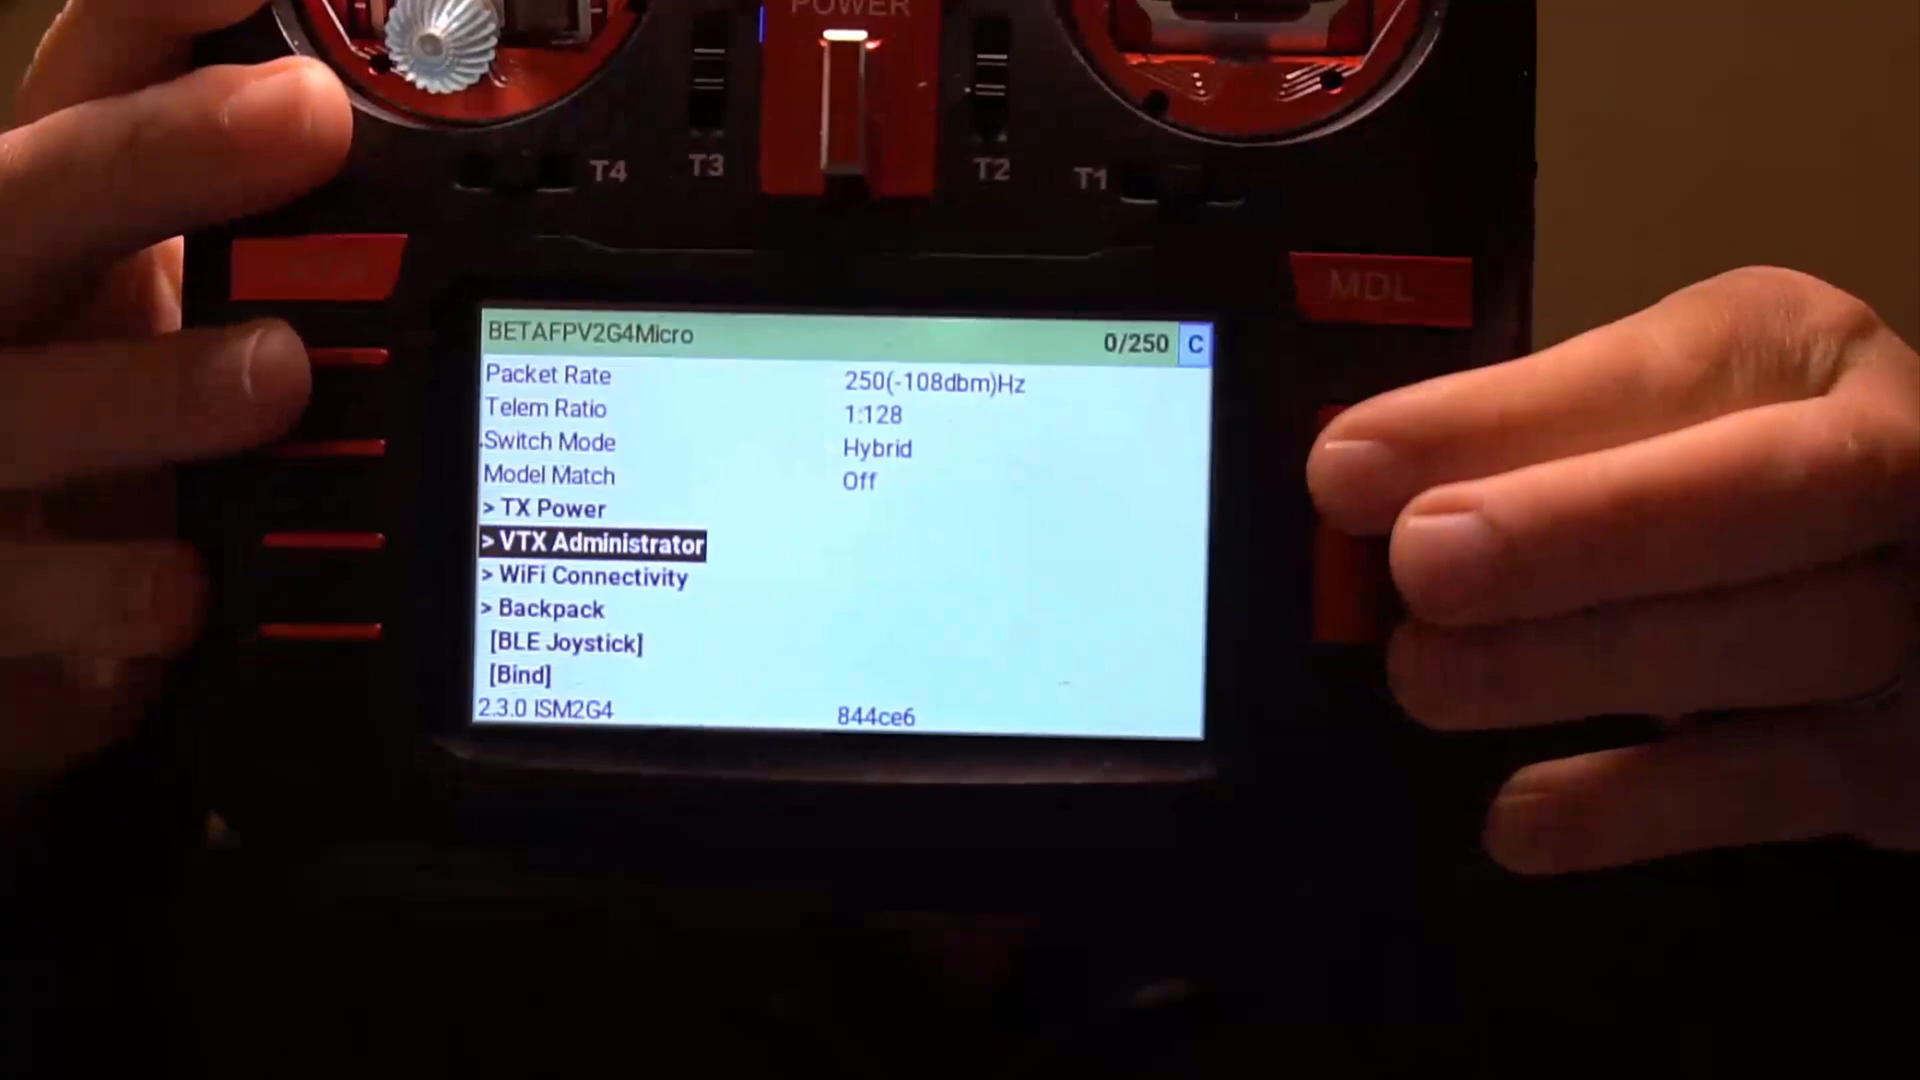 POWER
T4
T3
T2
T1
MDL
BETAFPV2G4Micro 0/250 C
Packet Rate 250(-108dbm)Hz
Telem Ratio 1:128
Switch Mode Hybrid
Model Match Off
> TX Power
> VTX Administrator
> WiFi Connectivity
> Backpack
[BLE Joystick]
[Bind]
2.3.0 ISM2G4 844ce6